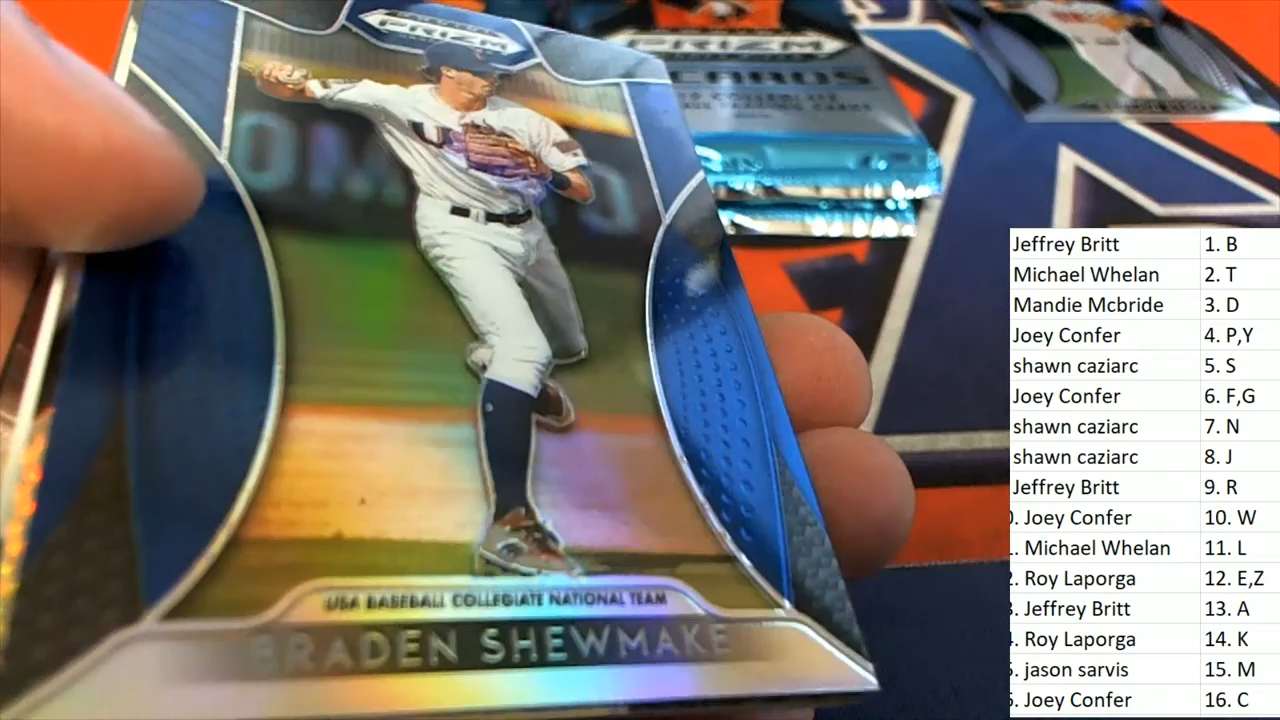 PRIZM
PRIZM
CARDS
U
USA BASEBALL COLLEGIATE NATIONAL TEAM
BRADEN SHEWMAKE
Jeffrey Britt 1. B
Michael Whelan 2. T
Mandie Mcbride 3. D
Joey Confer 4. P,Y
shawn caziarc 5. S
Joey Confer 6. F,G
shawn caziarc 7. N
shawn caziarc 8. J
Jeffrey Britt 9. R
. Joey Confer 10. W
. Michael Whelan 11. L
. Roy Laporga 12. E,Z
. Jeffrey Britt 13. A
. Roy Laporga 14. K
. jason sarvis 15. M
. Joey Confer 16. C